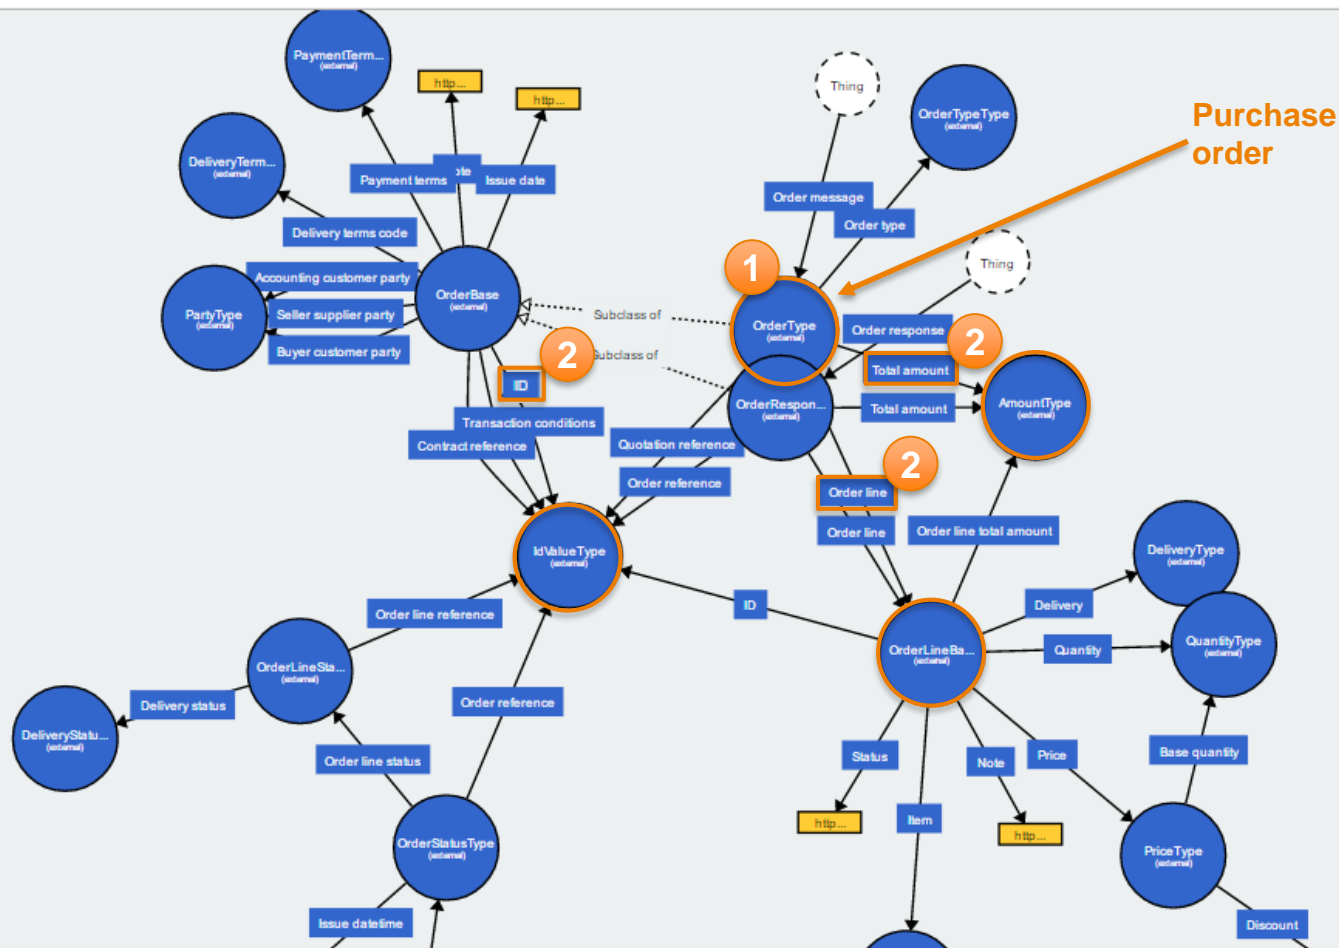 PaymentTerm...
(external)
http...
http...
Thing
OrderTypeType
(external)
Purchase
order
DeliveryTerm...
(external)
Payment terms
Issue date
Order message
Order type
Delivery terms code
1
Thing
Accounting customer party
OrderBase
(external)
PartyType
(external)
Seller supplier party
Subclass of
OrderType
(external)
Order response
Buyer customer party
2
Subclass of
2
ID
Total amount
OrderRespon...
(external)
Total amount
AmountType
(external)
Transaction conditions
Contract reference
Quotation reference
2
Order reference
Order line
Order line
Order line total amount
IdValueType
(external)
DeliveryType
(external)
ID
Delivery
Order line reference
OrderLineBa...
(external)
Quantity
QuantityType
(external)
OrderLineSta...
(external)
Delivery status
Order reference
DeliveryStatu...
(external)
Order line status
Status
Note
Price
Base quantity
http...
Item
http...
OrderStatusType
(external)
PriceType
(external)
Issue datetime
Discount